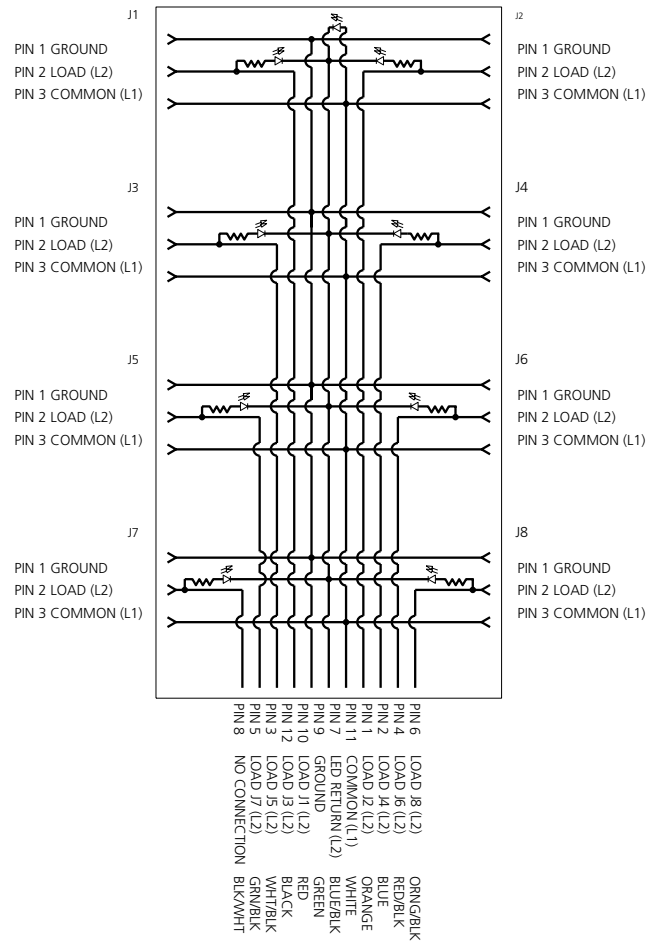 J1
PIN 1 GROUND
PIN 2 LOAD (L2)
PIN 3 COMMON (L1)
J2
PIN 1 GROUND
PIN 2 LOAD (L2)
PIN 3 COMMON (L1)
J3
PIN 1 GROUND
PIN 2 LOAD (L2)
PIN 3 COMMON (L1)
J4
PIN 1 GROUND
PIN 2 LOAD (L2)
PIN 3 COMMON (L1)
J5
PIN 1 GROUND
PIN 2 LOAD (L2)
PIN 3 COMMON (L1)
J6
PIN 1 GROUND
PIN 2 LOAD (L2)
PIN 3 COMMON (L1)
J7
PIN 1 GROUND
PIN 2 LOAD (L2)
PIN 3 COMMON (L1)
J8
PIN 1 GROUND
PIN 2 LOAD (L2)
PIN 3 COMMON (L1)
PIN 6 LOAD J8 (L2) ORNG/BLK
PIN 4 LOAD J6 (L2) RED/BLK
PIN 2 LOAD J4 (L2) BLUE
PIN 1 LOAD J2 (L2) ORANGE
PIN 11 COMMON (L1) WHITE
PIN 7 LED RETURN (L2) BLUE/BLK
PIN 9 GROUND GREEN
PIN 10 LOAD J1 (L2) RED
PIN 12 LOAD J3 (L2) BLACK
PIN 3 LOAD J5 (L2) WHT/BLK
PIN 5 LOAD J7 (L2) GRN/BLK
PIN 8 NO CONNECTION BLK/WHT